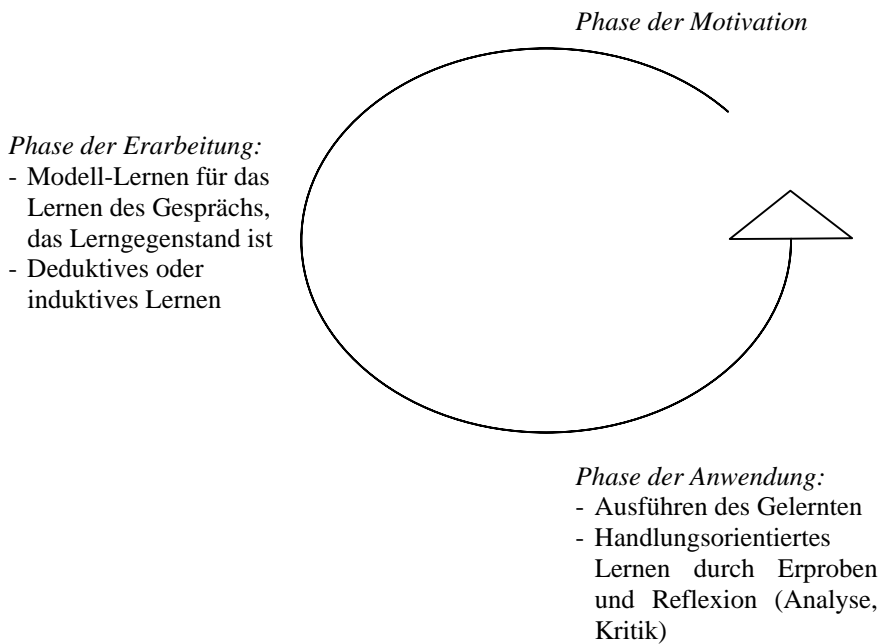 Phase der Motivation
Phase der Erarbeitung:
- Modell-Lernen für das
Lernen des Gesprächs,
das Lerngegenstand ist
- Deduktives oder
induktives Lernen
Phase der Anwendung:
- Ausführen des Gelernten
- Handlungsorientiertes
Lernen durch Erproben
und Reflexion (Analyse,
Kritik)